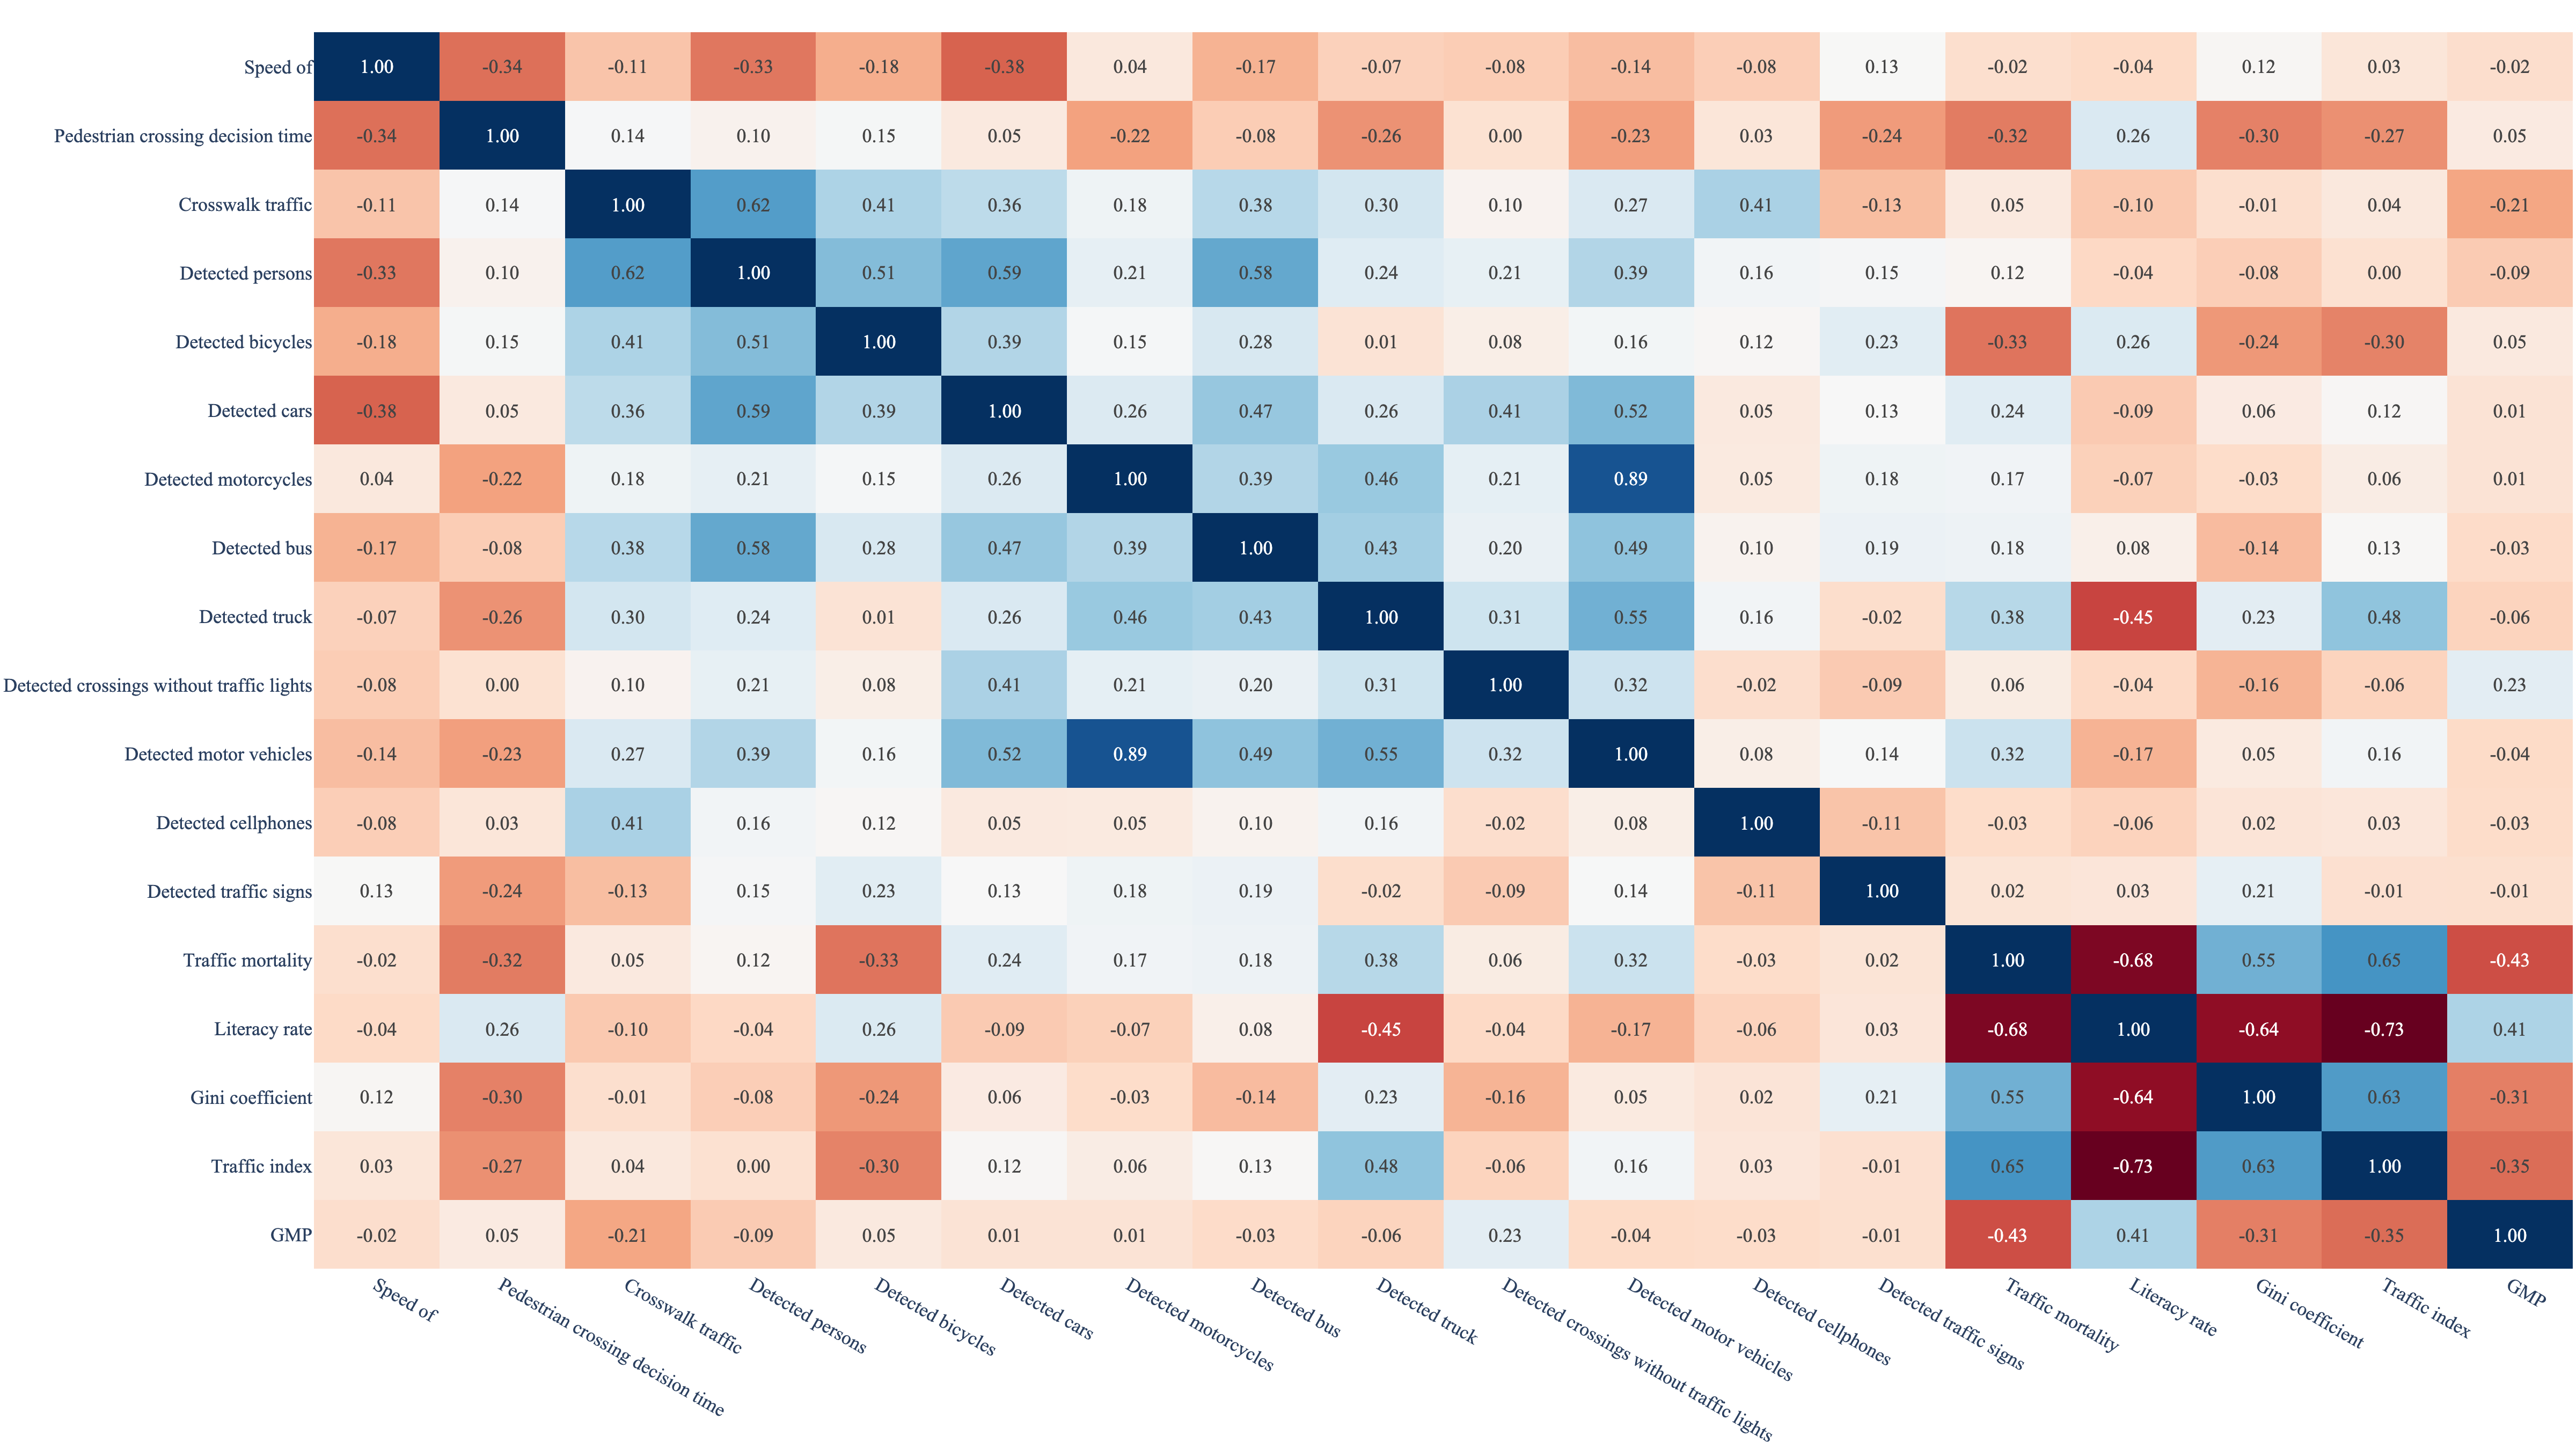 Speed of 1.00 -0.34 -0.11 -0.33 -0.18 -0.38 0.04 -0.17 -0.07 -0.08 -0.14 -0.08 0.13 -0.02 -0.04 0.12 0.03 -0.02
Pedestrian crossing decision time -0.34 1.00 0.14 0.10 0.15 0.05 -0.22 -0.08 -0.26 0.00 -0.23 0.03 -0.24 -0.32 0.26 -0.30 -0.27 0.05
Crosswalk traffic -0.11 0.14 1.00 0.62 0.41 0.36 0.18 0.38 0.30 0.10 0.27 0.41 -0.13 0.05 -0.10 -0.01 0.04 -0.21
Detected persons -0.33 0.10 0.62 1.00 0.51 0.59 0.21 0.58 0.24 0.21 0.39 0.16 0.15 0.12 -0.04 -0.08 0.00 -0.09
Detected bicycles -0.18 0.15 0.41 0.51 1.00 0.39 0.15 0.28 0.01 0.08 0.16 0.12 0.23 -0.33 0.26 -0.24 -0.30 0.05
Detected cars -0.38 0.05 0.36 0.59 0.39 1.00 0.26 0.47 0.26 0.41 0.52 0.05 0.13 0.24 -0.09 0.06 0.12 0.01
Detected motorcycles 0.04 -0.22 0.18 0.21 0.15 0.26 1.00 0.39 0.46 0.21 0.89 0.05 0.18 0.17 -0.07 -0.03 0.06 0.01
Detected bus -0.17 -0.08 0.38 0.58 0.28 0.47 0.39 1.00 0.43 0.20 0.49 0.10 0.19 0.18 0.08 -0.14 0.13 -0.03
Detected truck -0.07 -0.26 0.30 0.24 0.01 0.26 0.46 0.43 1.00 0.31 0.55 0.16 -0.02 0.38 -0.45 0.23 0.48 -0.06
Detected crossings without traffic lights -0.08 0.00 0.10 0.21 0.08 0.41 0.21 0.20 0.31 1.00 0.32 -0.02 -0.09 0.06 -0.04 -0.16 -0.06 0.23
Detected motor vehicles -0.14 -0.23 0.27 0.39 0.16 0.52 0.89 0.49 0.55 0.32 1.00 0.08 0.14 0.32 -0.17 0.05 0.16 -0.04
Detected cellphones -0.08 0.03 0.41 0.16 0.12 0.05 0.05 0.10 0.16 -0.02 0.08 1.00 -0.11 -0.03 -0.06 0.02 0.03 -0.03
Detected traffic signs 0.13 -0.24 -0.13 0.15 0.23 0.13 0.18 0.19 -0.02 -0.09 0.14 -0.11 1.00 0.02 0.03 0.21 -0.01 -0.01
Traffic mortality -0.02 -0.32 0.05 0.12 -0.33 0.24 0.17 0.18 0.38 0.06 0.32 -0.03 0.02 1.00 -0.68 0.55 0.65 -0.43
Literacy rate -0.04 0.26 -0.10 -0.04 0.26 -0.09 -0.07 0.08 -0.45 -0.04 -0.17 -0.06 0.03 -0.68 1.00 -0.64 -0.73 0.41
Gini coefficient 0.12 -0.30 -0.01 -0.08 -0.24 0.06 -0.03 -0.14 0.23 -0.16 0.05 0.02 0.21 0.55 -0.64 1.00 0.63 -0.31
Traffic index 0.03 -0.27 0.04 0.00 -0.30 0.12 0.06 0.13 0.48 -0.06 0.16 0.03 -0.01 0.65 -0.73 0.63 1.00 -0.35
GMP -0.02 0.05 -0.21 -0.09 0.05 0.01 0.01 -0.03 -0.06 0.23 -0.04 -0.03 -0.01 -0.43 0.41 -0.31 -0.35 1.00
Speed of
Pedestrian crossing decision time
Crosswalk traffic
Detected persons
Detected bicycles
Detected cars
Detected motorcycles
Detected bus
Detected truck
Detected crossings without traffic lights
Detected motor vehicles
Detected cellphones
Detected traffic signs
Traffic mortality
Literacy rate
Gini coefficient
Traffic index
GMP